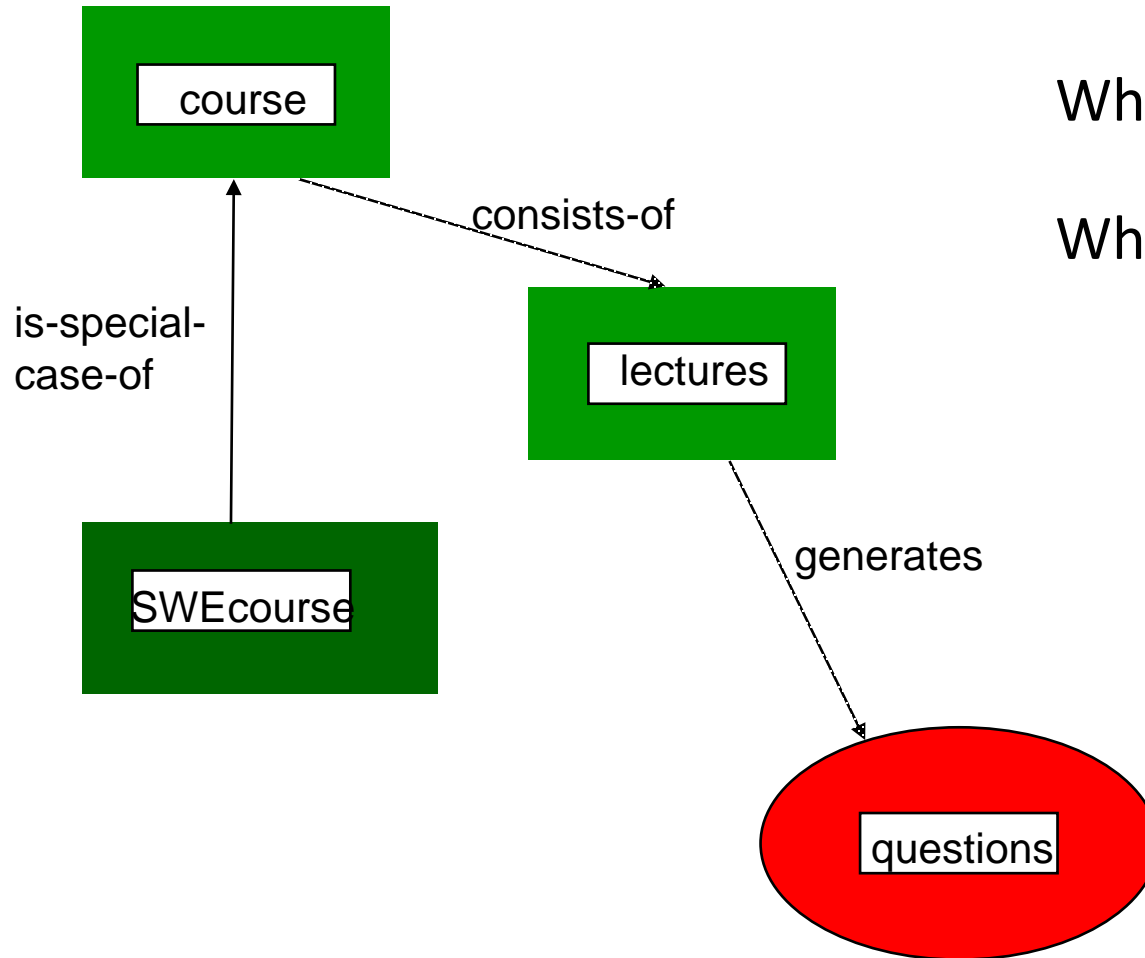 course
Wh
consists-of
Wh
is-special-
case-of
lectures
generates
SWEcourse
questions